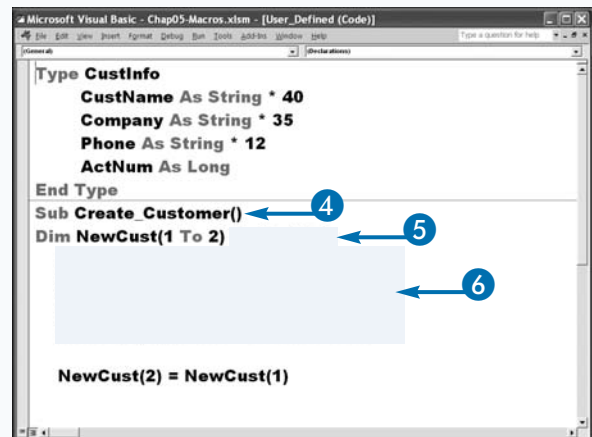 Microsoft Visual Basic - Chap05-Macros.xlsm - [User_Defined (Code)]
File Edit View Insert Format Debug Run Tools Add-Ins Window Help Type a question for help
(General) (Declarations)
Type CustInfo
CustName As String * 40
Company As String * 35
Phone As String * 12
ActNum As Long
End Type
Sub Create_Customer() 4
Dim NewCust(1 To 2) 5
6
NewCust(2) = NewCust(1)